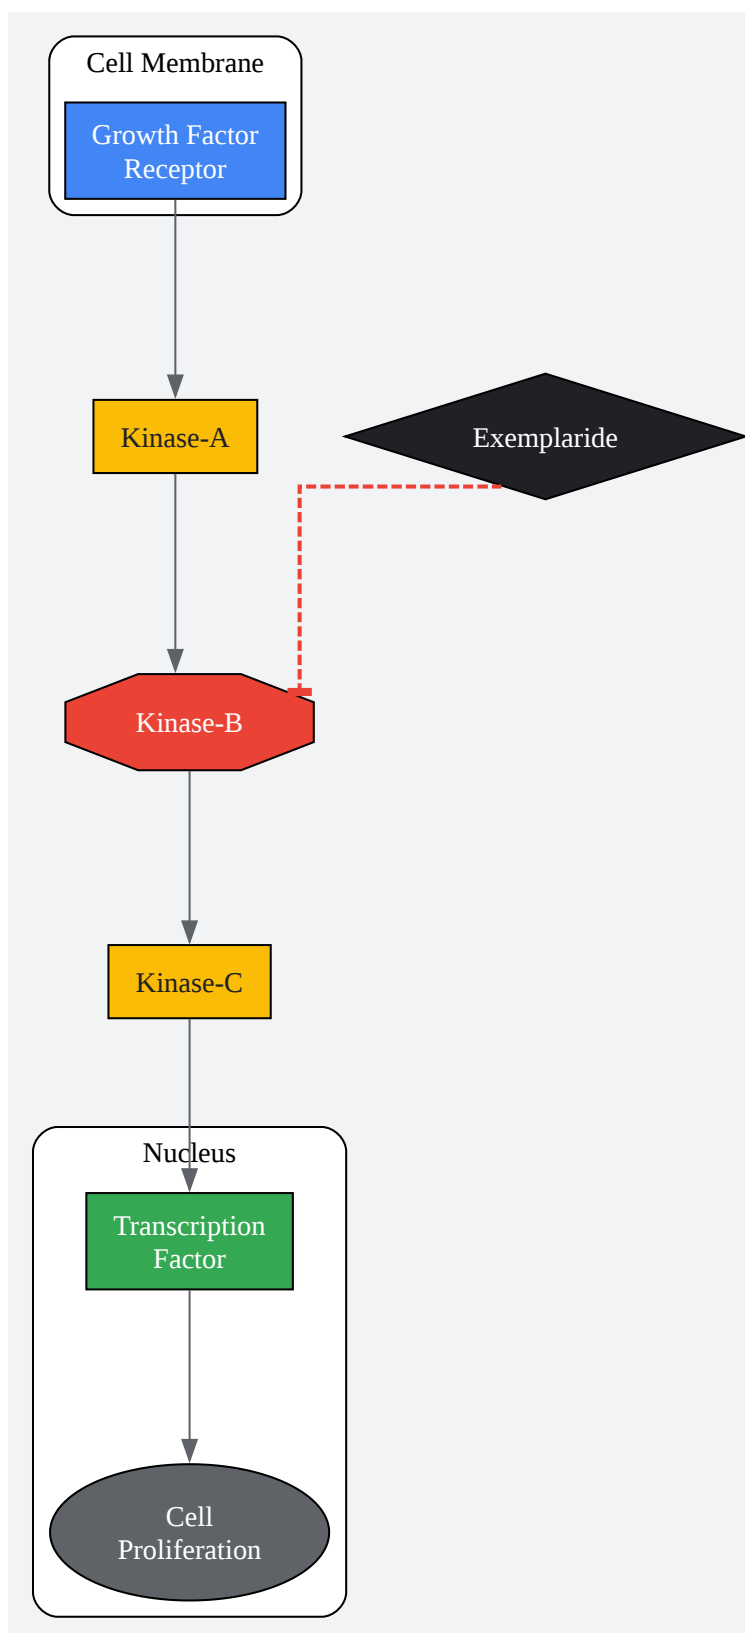 Cell Membrane
Growth Factor
Receptor
Kinase-A
Exemplaride
Kinase-B
Kinase-C
Nucleus
Transcription
Factor
Cell
Proliferation